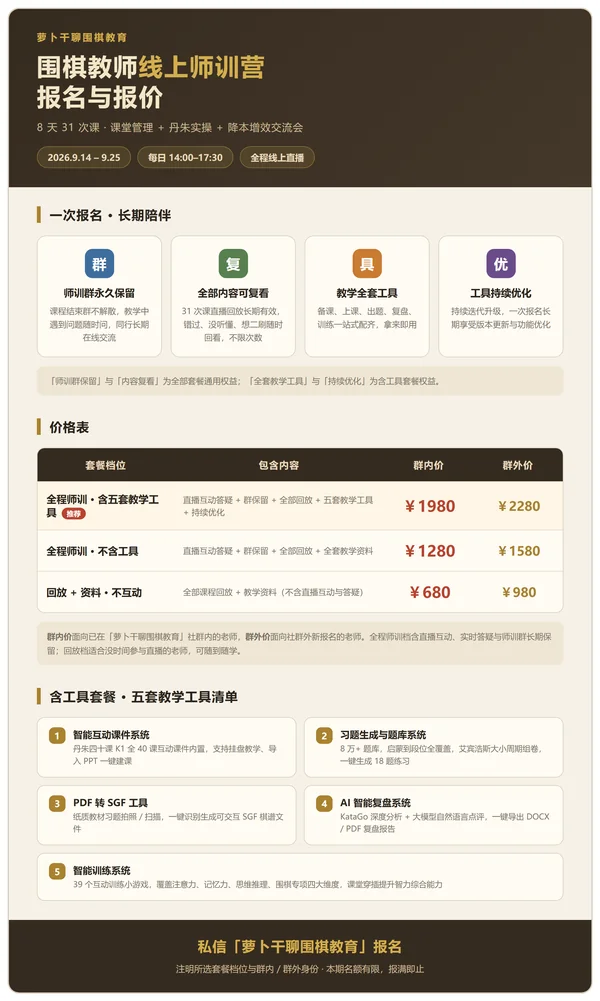 萝卜干聊围棋教育
围棋教师线上师训营
报名与报价
8 天 31 次课 · 课堂管理 + 丹朱实操 + 降本增效交流会
2026.9.14 – 9.25
每日 14:00–17:30
全程线上直播
一次报名 · 长期陪伴
群
师训群永久保留
课程结束群不解散，教学中
遇到问题随时问，同行长期
在线交流
复
全部内容可复看
31 次课直播回放长期有效，
错过、没听懂、想二刷随时
回看，不限次数
具
教学全套工具
备课、上课、出题、复盘、
训练一站式配齐，拿来即用
优
工具持续优化
持续迭代升级，一次报名长
期享受版本更新与功能优化
「师训群保留」与「内容复看」为全部套餐通用权益；「全套教学工具」与「持续优化」为含工具套餐权益。
价格表
套餐档位
包含内容
群内价
群外价
全程师训 · 含五套教学工
具 推荐
直播互动答疑 + 群保留 + 全部回放 + 五套教学工具
+ 持续优化
¥1980
¥2280
全程师训 · 不含工具
直播互动答疑 + 群保留 + 全部回放 + 全套教学资料
¥1280
¥1580
回放 + 资料 · 不互动
全部课程回放 + 教学资料（不含直播互动与答疑）
¥680
¥980
群内价面向已在「萝卜干聊围棋教育」社群内的老师，群外价面向社群外新报名的老师。全程师训档含直播互动、实时答疑与师训群长期保
留；回放档适合没时间参与直播的老师，可随到随学。
含工具套餐 · 五套教学工具清单
1
智能互动课件系统
丹朱四十课 K1 全 40 课互动课件内置，支持挂盘教学、导
入 PPT 一键建课
2
习题生成与题库系统
8 万+ 题库，启蒙到段位全覆盖，艾宾浩斯大小周期组卷，
一键生成 18 题练习
3
PDF 转 SGF 工具
纸质教材习题拍照 / 扫描，一键识别生成可交互 SGF 棋谱文
件
4
AI 智能复盘系统
KataGo 深度分析 + 大模型自然语言点评，一键导出 DOCX
/ PDF 复盘报告
5
智能训练系统
39 个互动训练小游戏，覆盖注意力、记忆力、思维推理、围棋专项四大维度，课堂穿插提升智力综合能力
私信「萝卜干聊围棋教育」报名
注明所选套餐档位与群内 / 群外身份 · 本期名额有限，报满即止